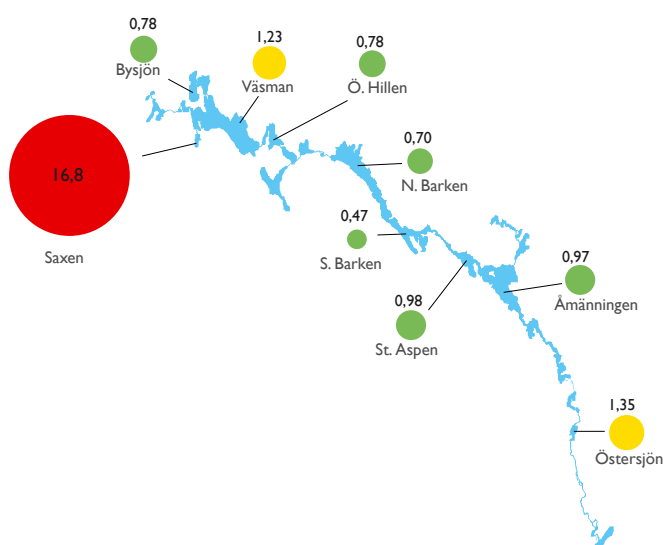 0,78
Bysjön
1,23
Väsman
0,78
Ö. Hillen
16,8
Saxen
0,70
N. Barken
0,47
S. Barken
0,98
St. Aspen
0,97
Åmänningen
1,35
Östersjön